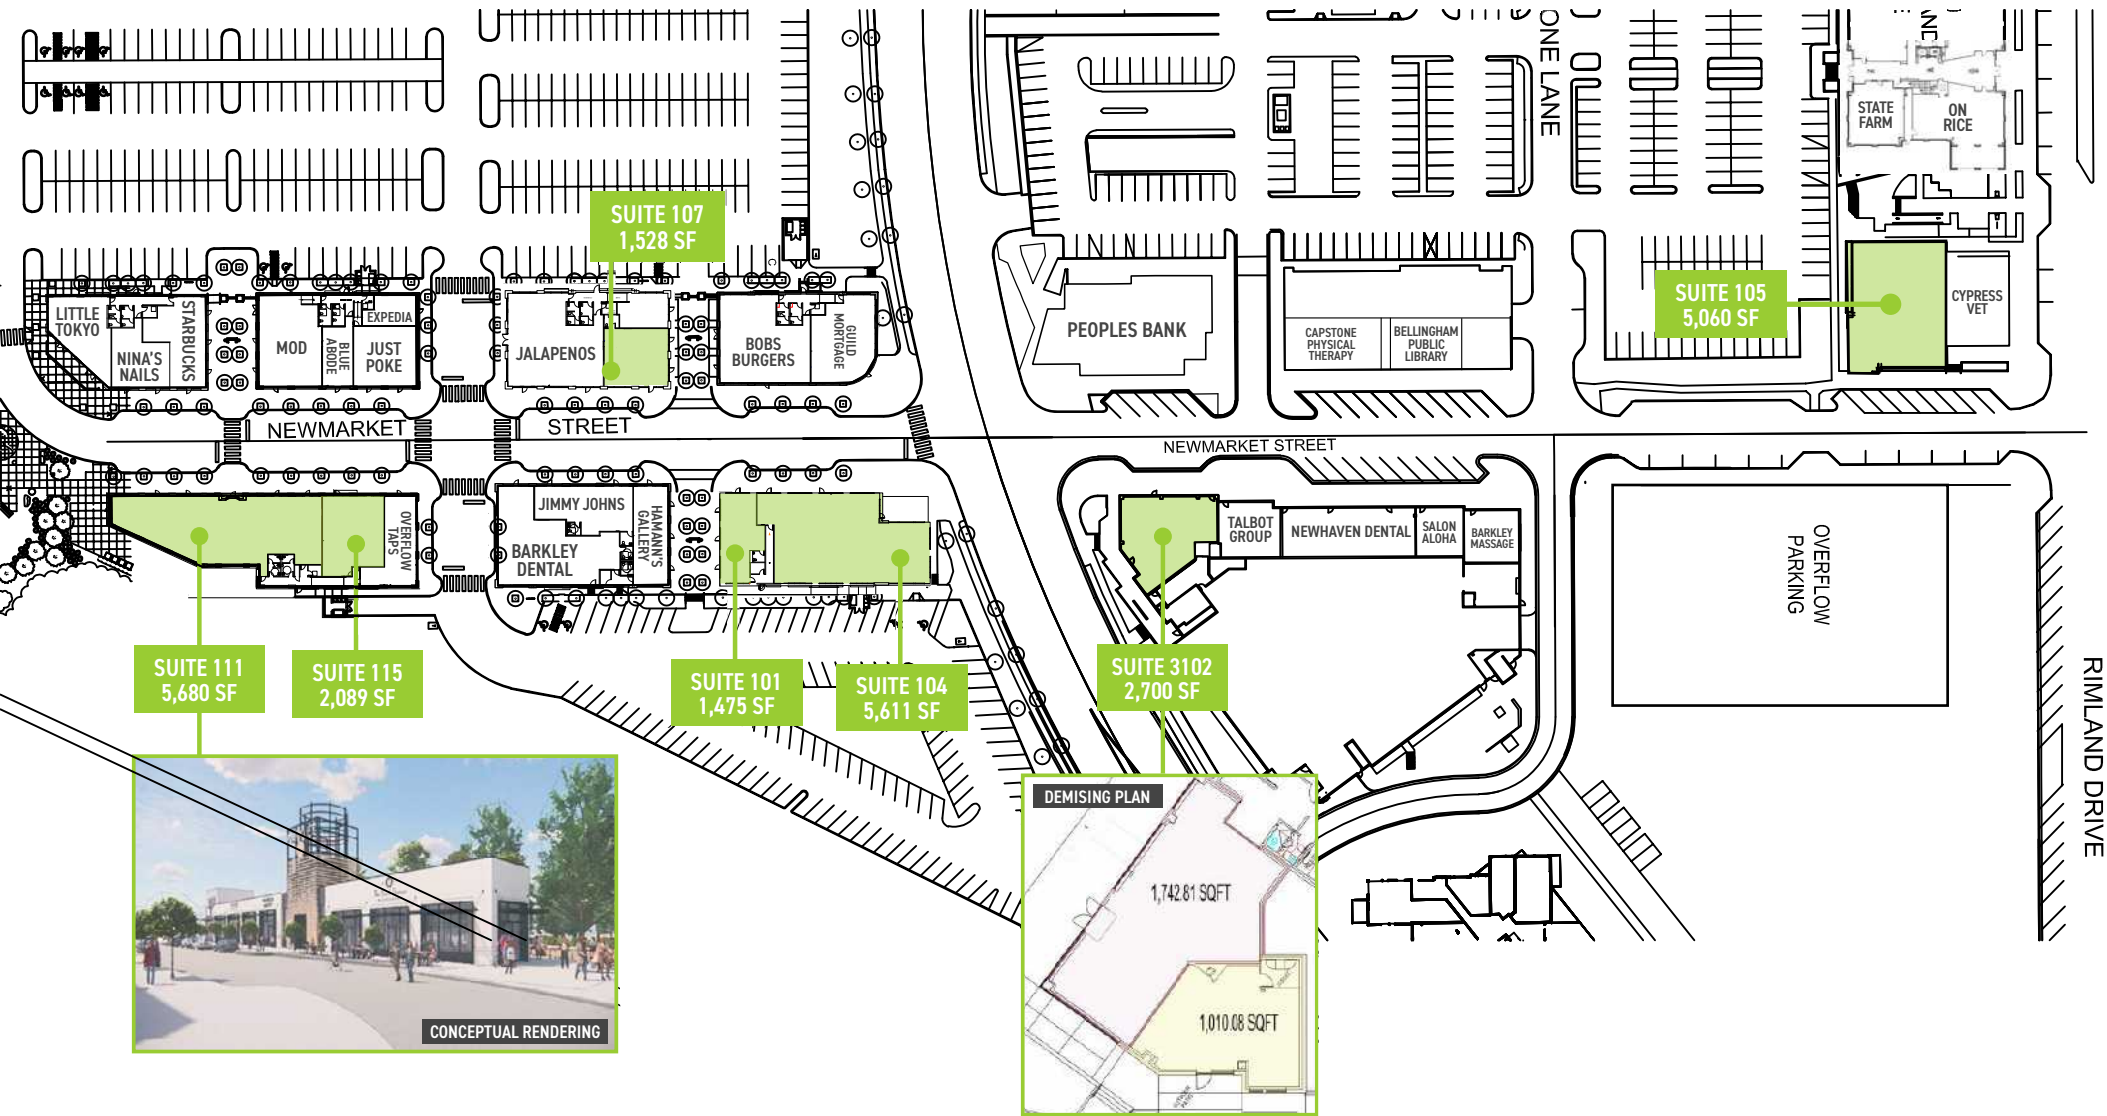 ONE LANE
STATE
FARM
ON
RICE
SUITE 107
1,528 SF
SUITE 105
5,060 SF
LITTLE
TOKYO
NINA'S
NAILS
STARBUCKS
MOD
BLUE
ABODE
EXPEDIA
JUST
POKE
JALAPENOS
BOBS
BURGERS
GUILD
MORTGAGE
PEOPLES BANK
CAPSTONE
PHYSICAL
THERAPY
BELLINGHAM
PUBLIC
LIBRARY
CYPRESS
VET
NEWMARKET STREET
NEWMARKET STREET
OVERFLOW
TAPS
JIMMY JOHNS
BARKLEY
DENTAL
HAMANN'S
GALLERY
TALBOT
GROUP
NEWHAVEN DENTAL
SALON
ALOHA
BARKLEY
MASSAGE
OVERFLOW
PARKING
RIMLAND DRIVE
SUITE 111
5,680 SF
SUITE 115
2,089 SF
SUITE 101
1,475 SF
SUITE 104
5,611 SF
SUITE 3102
2,700 SF
CONCEPTUAL RENDERING
DEMISING PLAN
1,742.81 SQFT
1,010.08 SQFT